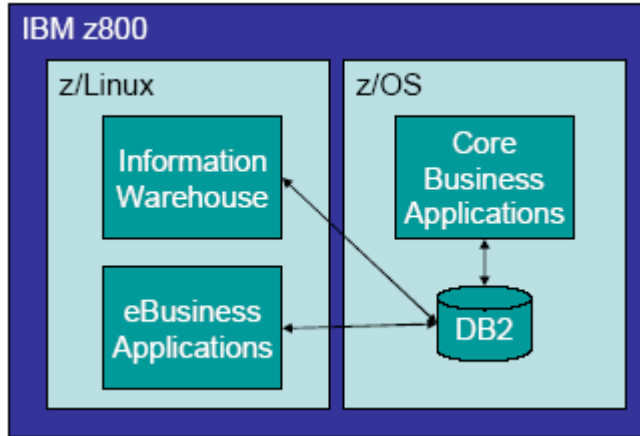 IBM z800
z/Linux
Information
Warehouse
eBusiness
Applications
z/OS
Core
Business
Applications
DB2